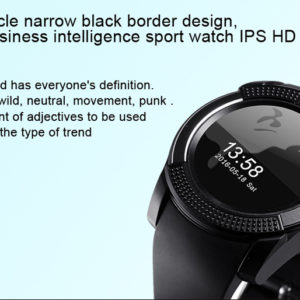 cle narrow black border design,
siness intelligence sport watch IPS HD
d has everyone's definition.
wild, neutral, movement, punk .
nt of adjectives to be used
the type of trend
13:58
2016-05-18 Sat